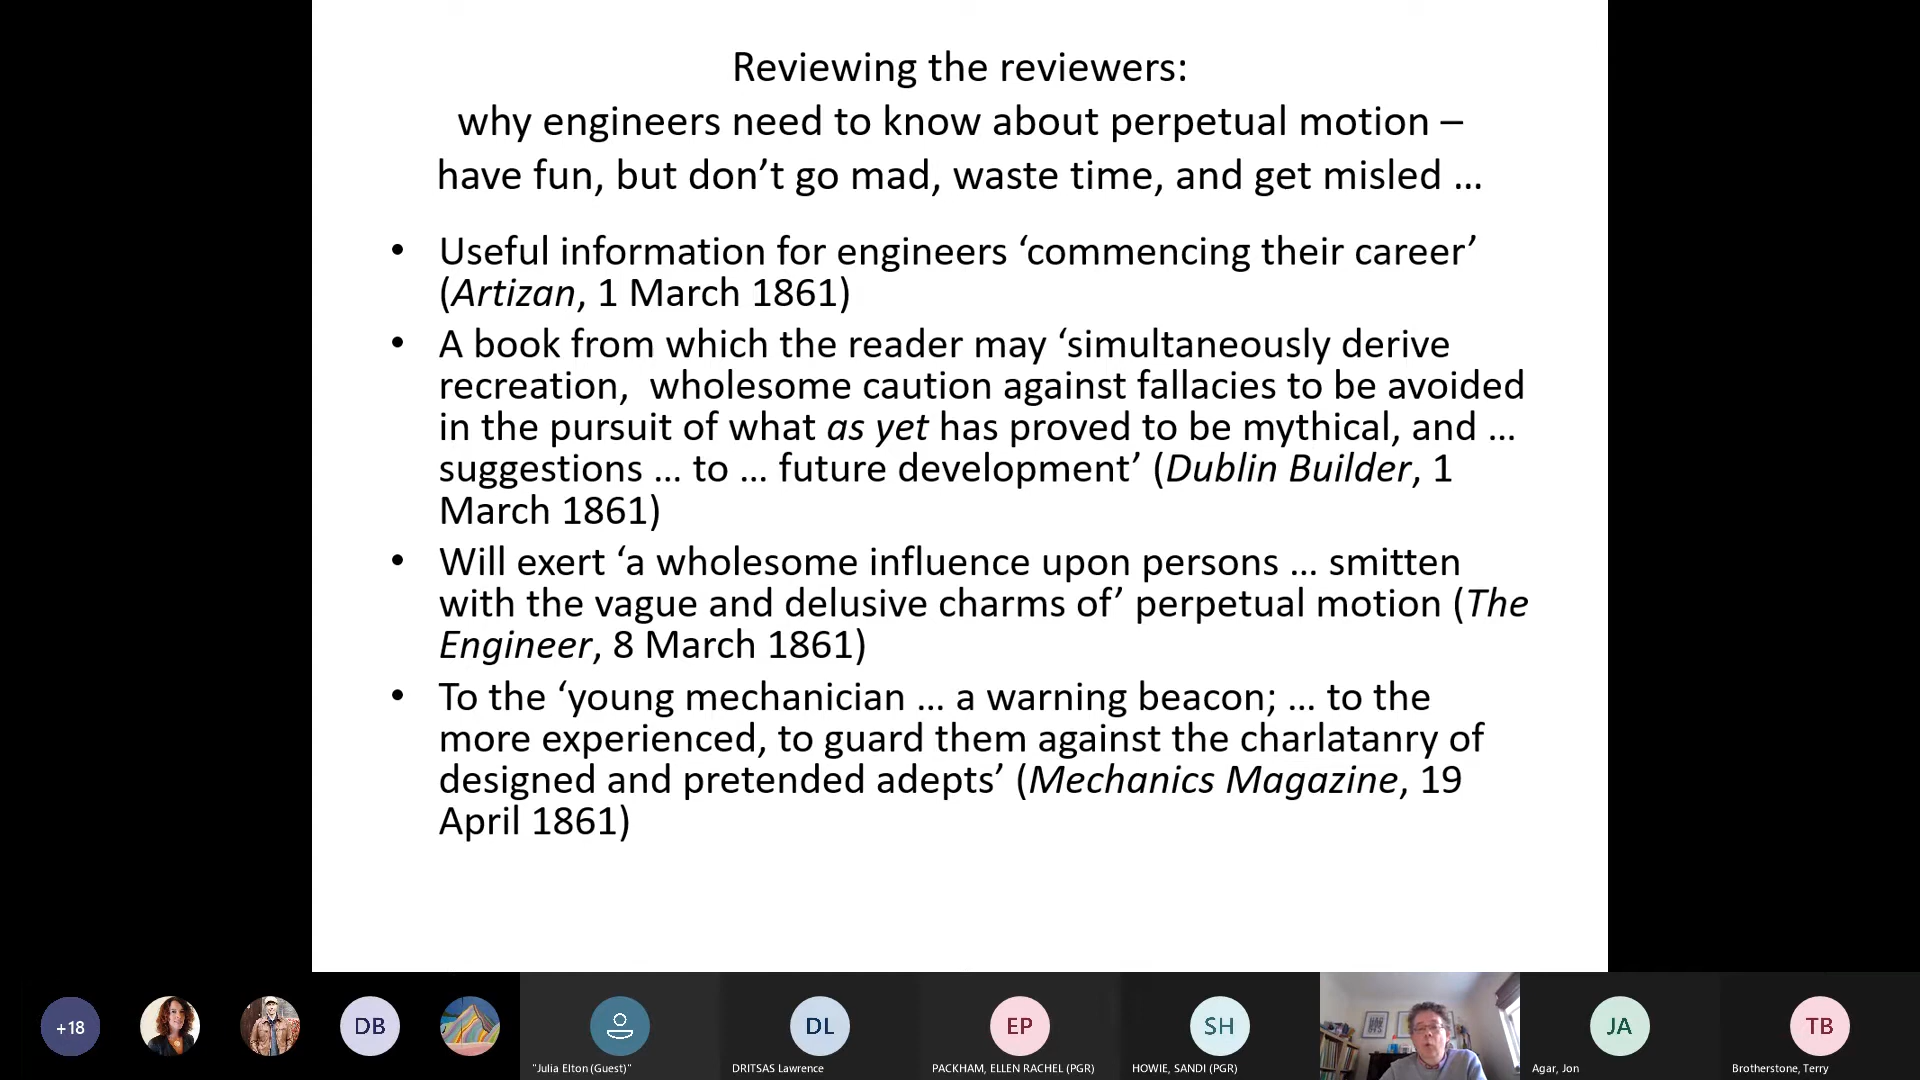 Reviewing the reviewers:
why engineers need to know about perpetual motion –
have fun, but don’t go mad, waste time, and get misled …
• Useful information for engineers ‘commencing their career’
(Artizan, 1 March 1861)
• A book from which the reader may ‘simultaneously derive
recreation,  wholesome caution against fallacies to be avoided
in the pursuit of what as yet has proved to be mythical, and …
suggestions … to … future development’ (Dublin Builder, 1
March 1861)
• Will exert ‘a wholesome influence upon persons … smitten
with the vague and delusive charms of’ perpetual motion (The
Engineer, 8 March 1861)
• To the ‘young mechanician … a warning beacon; … to the
more experienced, to guard them against the charlatanry of
designed and pretended adepts’ (Mechanics Magazine, 19
April 1861)
+18
DB
DL
EP
SH
JA
TB
"Julia Elton (Guest)"
DRITSAS Lawrence
PACKHAM, ELLEN RACHEL (PGR)
HOWIE, SANDI (PGR)
Agar, Jon
Brotherstone, Terry